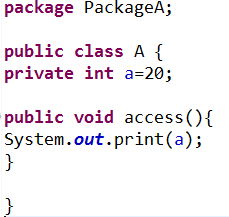 package PackageA;
public class A {
private int a=20;
public void access(){
System.out.print(a);
}
}